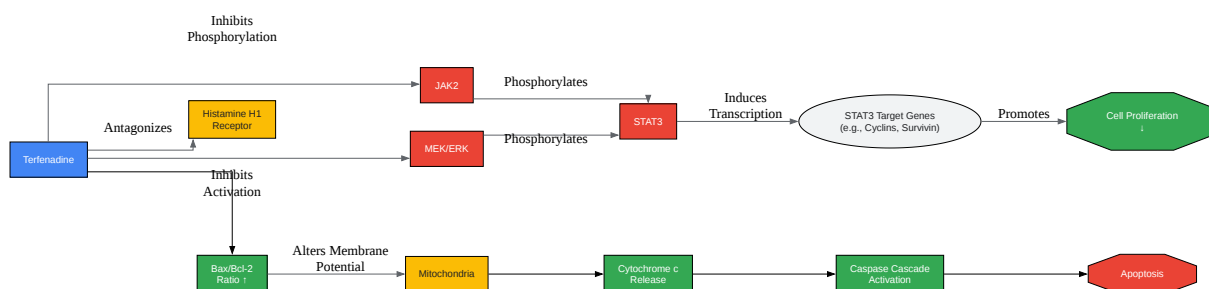 Inhibits
Phosphorylation
JAK2
Phosphorylates
Histamine H1
Receptor
Antagonizes
STAT3
Induces
Transcription
STAT3 Target Genes
(e.g., Cyclins, Survivin)
Promotes
Cell Proliferation
↓
Terfenadine
MEK/ERK
Phosphorylates
Inhibits
Activation
Bax/Bcl-2
Ratio ↑
Alters Membrane
Potential
Mitochondria
Cytochrome c
Release
Caspase Cascade
Activation
Apoptosis